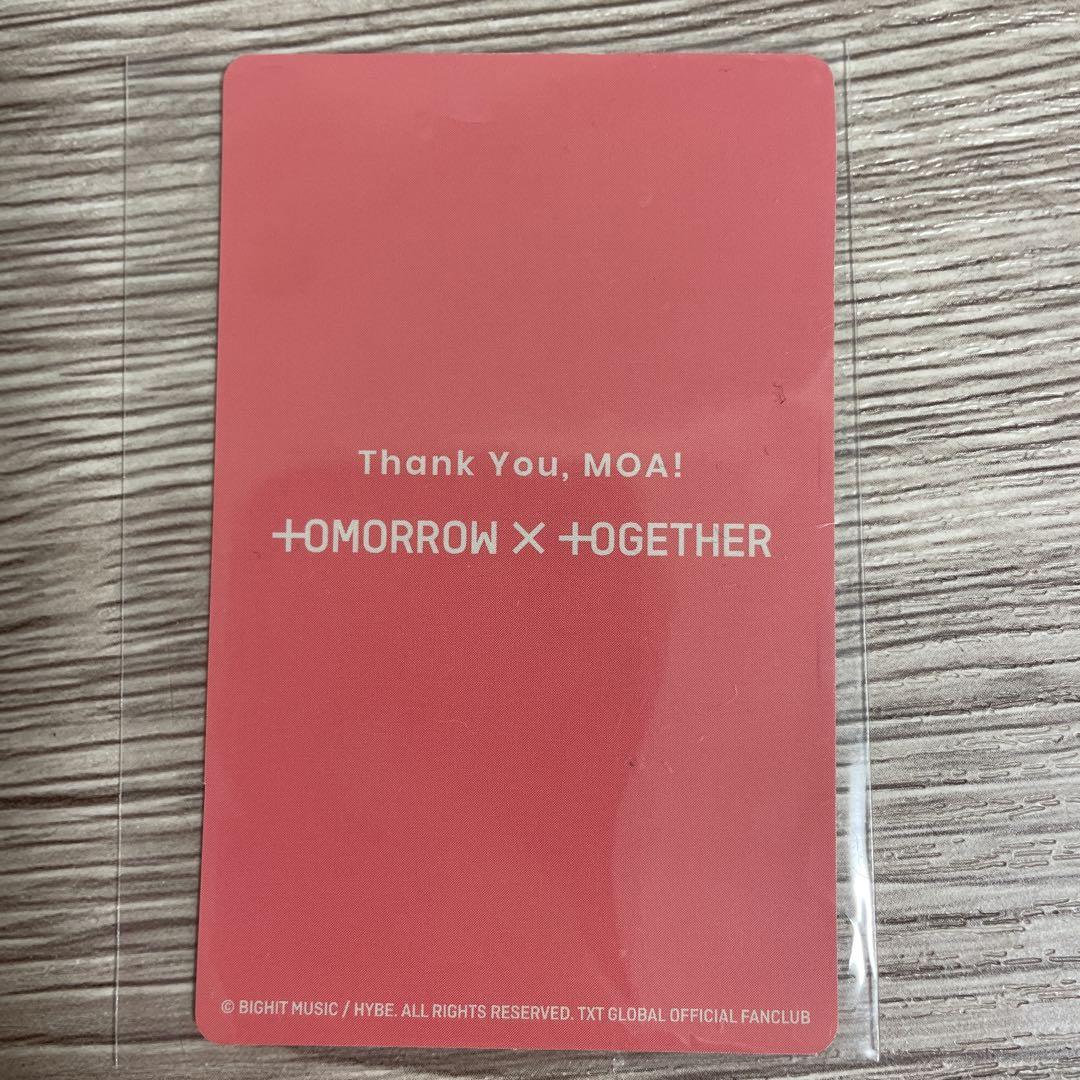 Thank You, MOA!
TOMORROW X TOGETHER
© BIGHIT MUSIC / HYBE. ALL RIGHTS RESERVED. TXT GLOBAL OFFICIAL FANCLUB